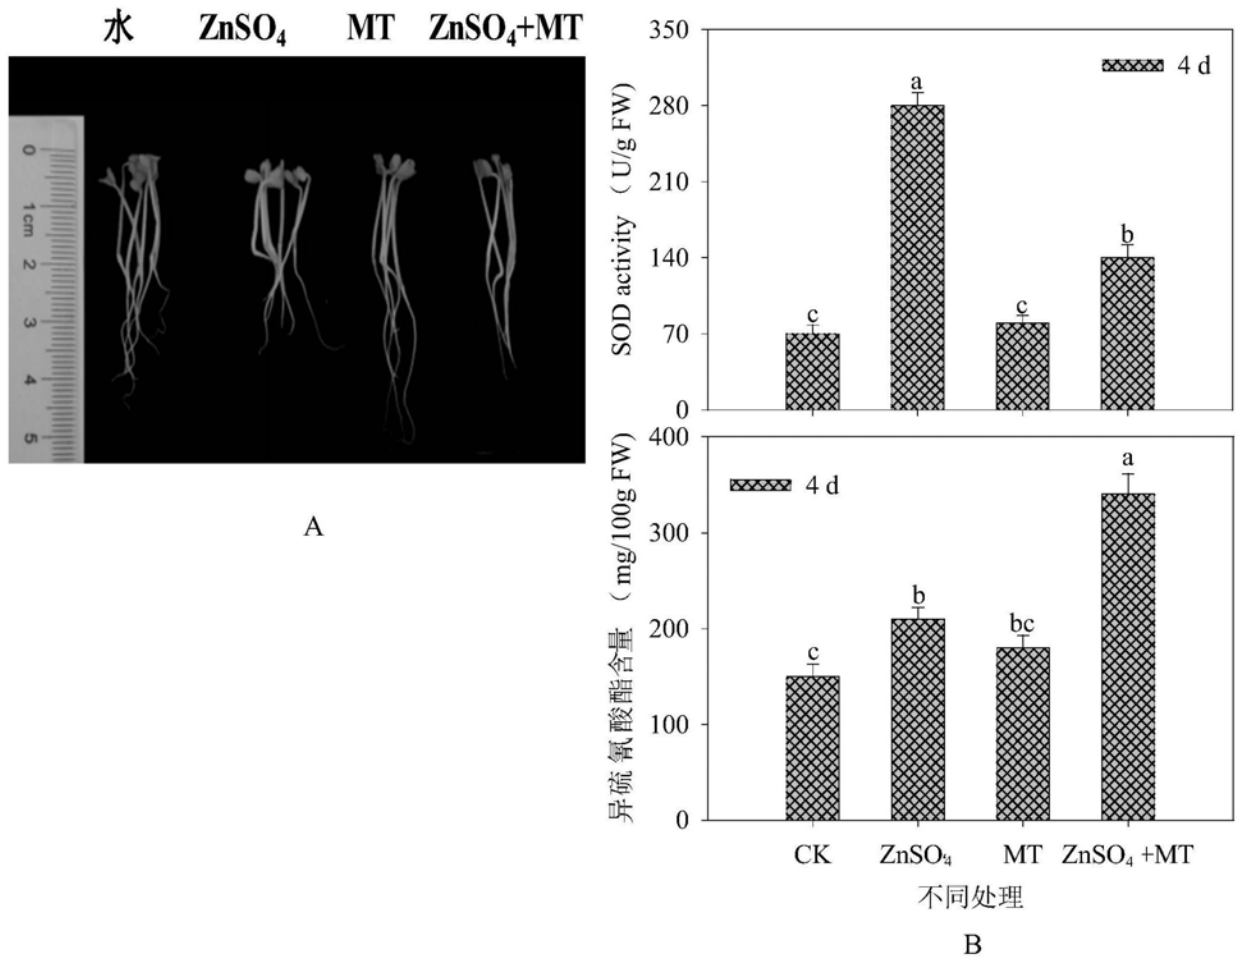 水 ZnSO₄ MT ZnSO₄+MT
0
1cm
2
3
4
5
A
SOD activity （U/g FW)
350
280
210
140
70
0
4 d
a
b
c
c
异硫氰酸酯含量 （mg/100g FW)
400
300
200
100
0
4 d
a
b
bc
c
CK ZnSO₄ MT ZnSO₄ +MT
不同处理
B